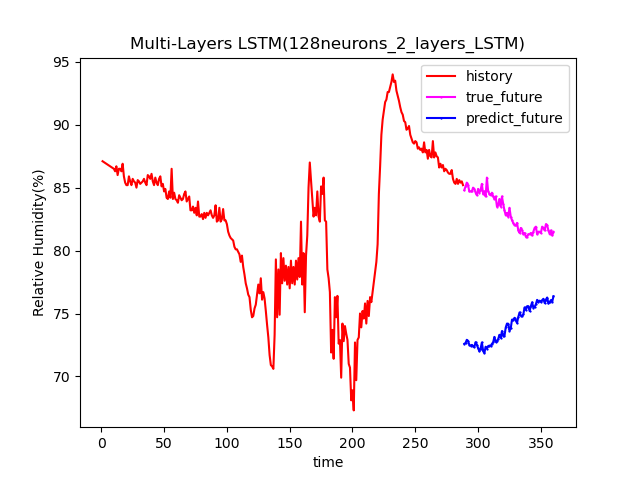 Multi-Layers LSTM(128neurons_2_layers_LSTM)
history
true_future
predict_future
Relative Humidity(%)
95
90
85
80
75
70
0 50 100 150 200 250 300 350
time